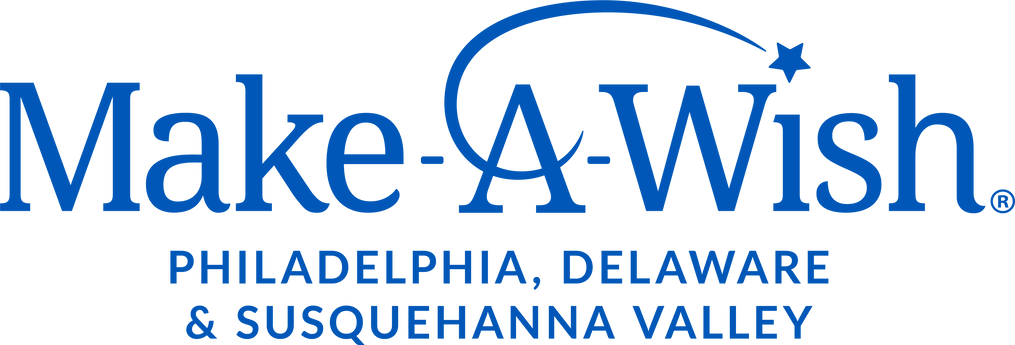 Make-A-Wish®
PHILADELPHIA, DELAWARE
& SUSQUEHANNA VALLEY